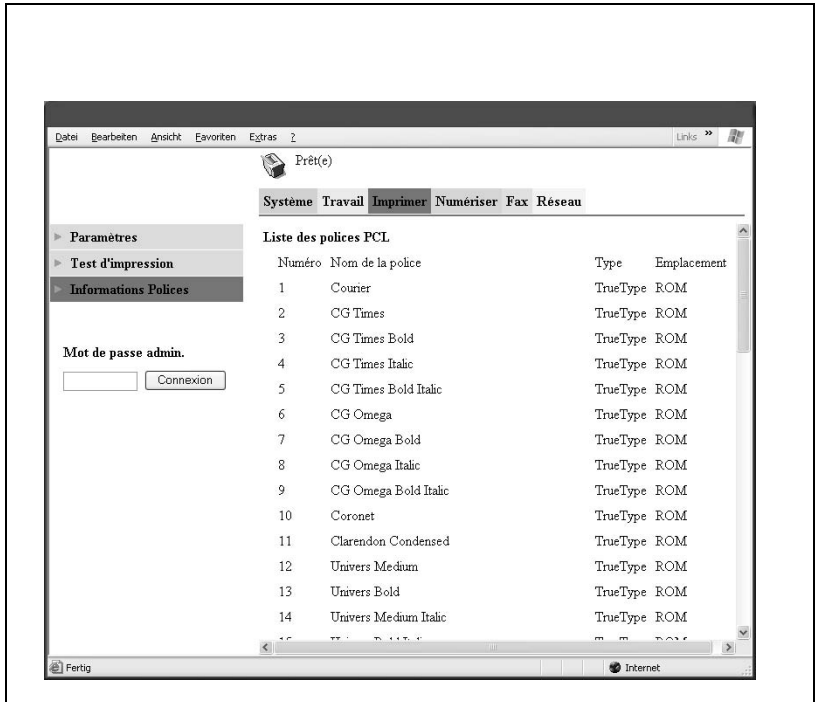 Datei Bearbeiten Ansicht Favoriten Extras ? Links »
Prêt(e)
Système Travail Imprimer Numériser Fax Réseau
Paramètres
Test d'impression
Informations Polices
Mot de passe admin.
Connexion
Liste des polices PCL
Numéro Nom de la police Type Emplacement
1 Courier TrueType ROM
2 CG Times TrueType ROM
3 CG Times Bold TrueType ROM
4 CG Times Italic TrueType ROM
5 CG Times Bold Italic TrueType ROM
6 CG Omega TrueType ROM
7 CG Omega Bold TrueType ROM
8 CG Omega Italic TrueType ROM
9 CG Omega Bold Italic TrueType ROM
10 Coronet TrueType ROM
11 Clarendon Condensed TrueType ROM
12 Univers Medium TrueType ROM
13 Univers Bold TrueType ROM
14 Univers Medium Italic TrueType ROM
Fertig Internet